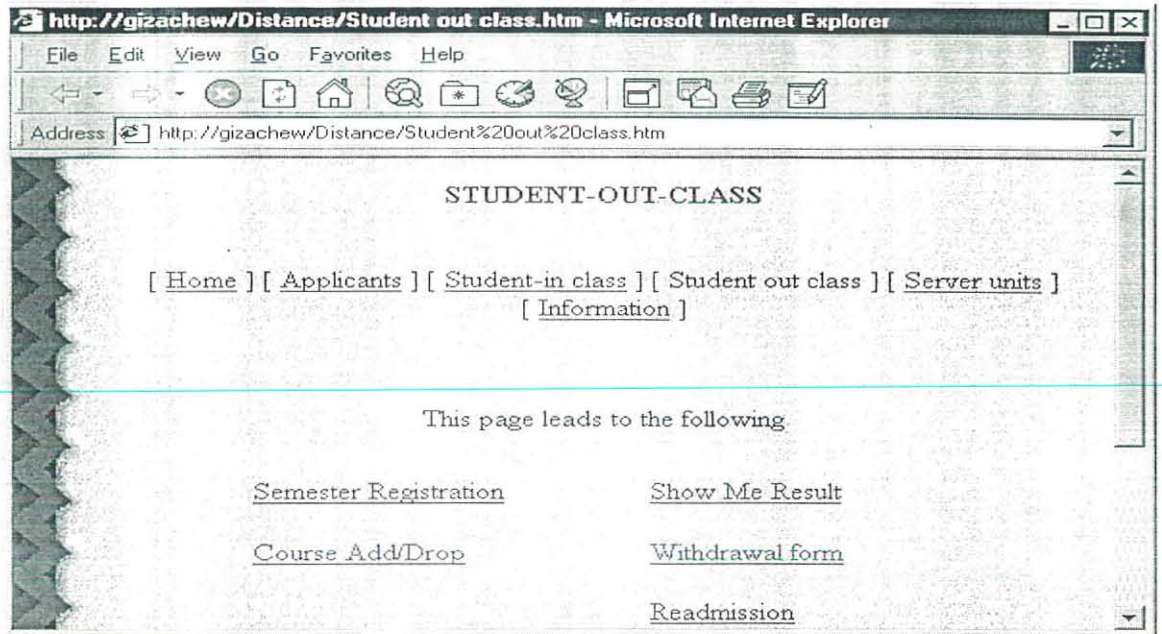 http://gizachew/Distance/Student out class.htm - Microsoft Internet Explorer
File Edit View Go Favorites Help
Address http://gizachew/Distance/Student%20out%20class.htm
STUDENT-OUT-CLASS
[ Home ] [ Applicants ] [ Student-in class ] [ Student out class ] [ Server units ]
[ Information ]
This page leads to the following
Semester Registration Show Me Result
Course Add/Drop Withdrawal form
Readmission